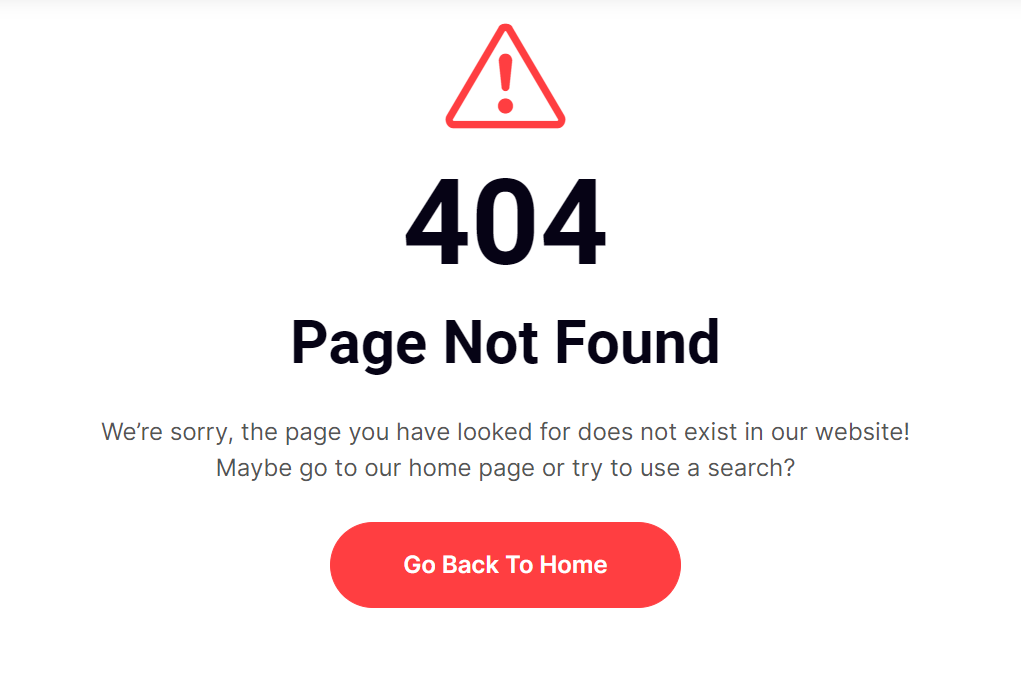 404
Page Not Found
We’re sorry, the page you have looked for does not exist in our website!
Maybe go to our home page or try to use a search?
Go Back To Home